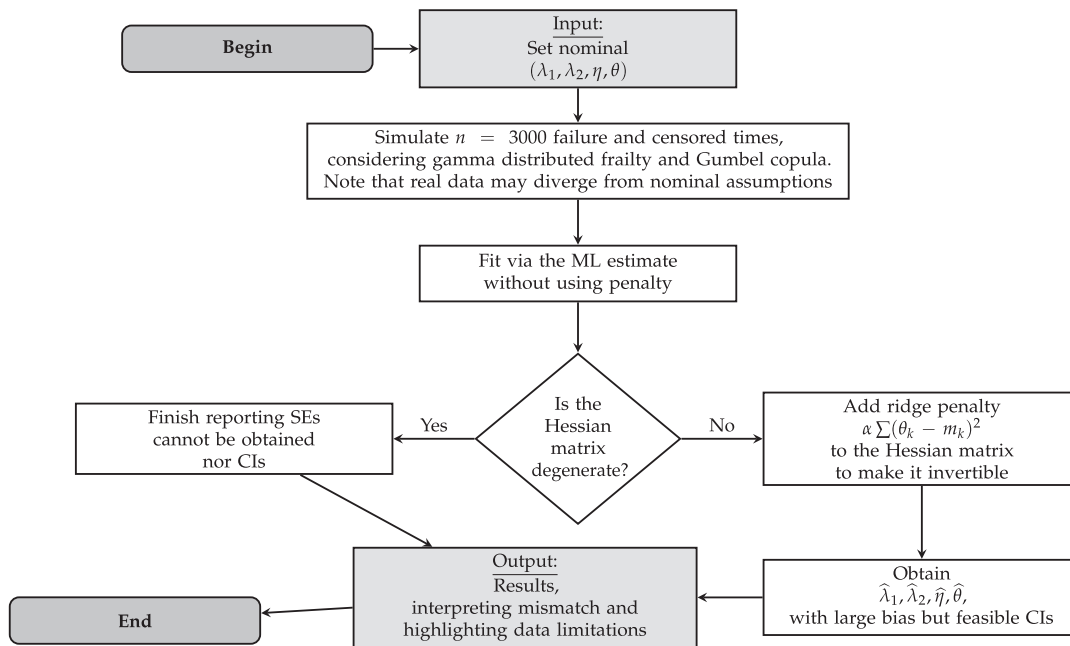 Begin
Input:
Set nominal
(λ₁, λ₂, η, θ)
Simulate n = 3000 failure and censored times,
considering gamma distributed frailty and Gumbel copula.
Note that real data may diverge from nominal assumptions
Fit via the ML estimate
without using penalty
Is the
Hessian
matrix
degenerate?
Yes
No
Finish reporting SEs
cannot be obtained
nor CIs
Add ridge penalty
α ∑(θₖ − mₖ)²
to the Hessian matrix
to make it invertible
Obtain
λ̂₁, λ̂₂, η̂, θ̂,
with large bias but feasible CIs
Output:
Results,
interpreting mismatch and
highlighting data limitations
End